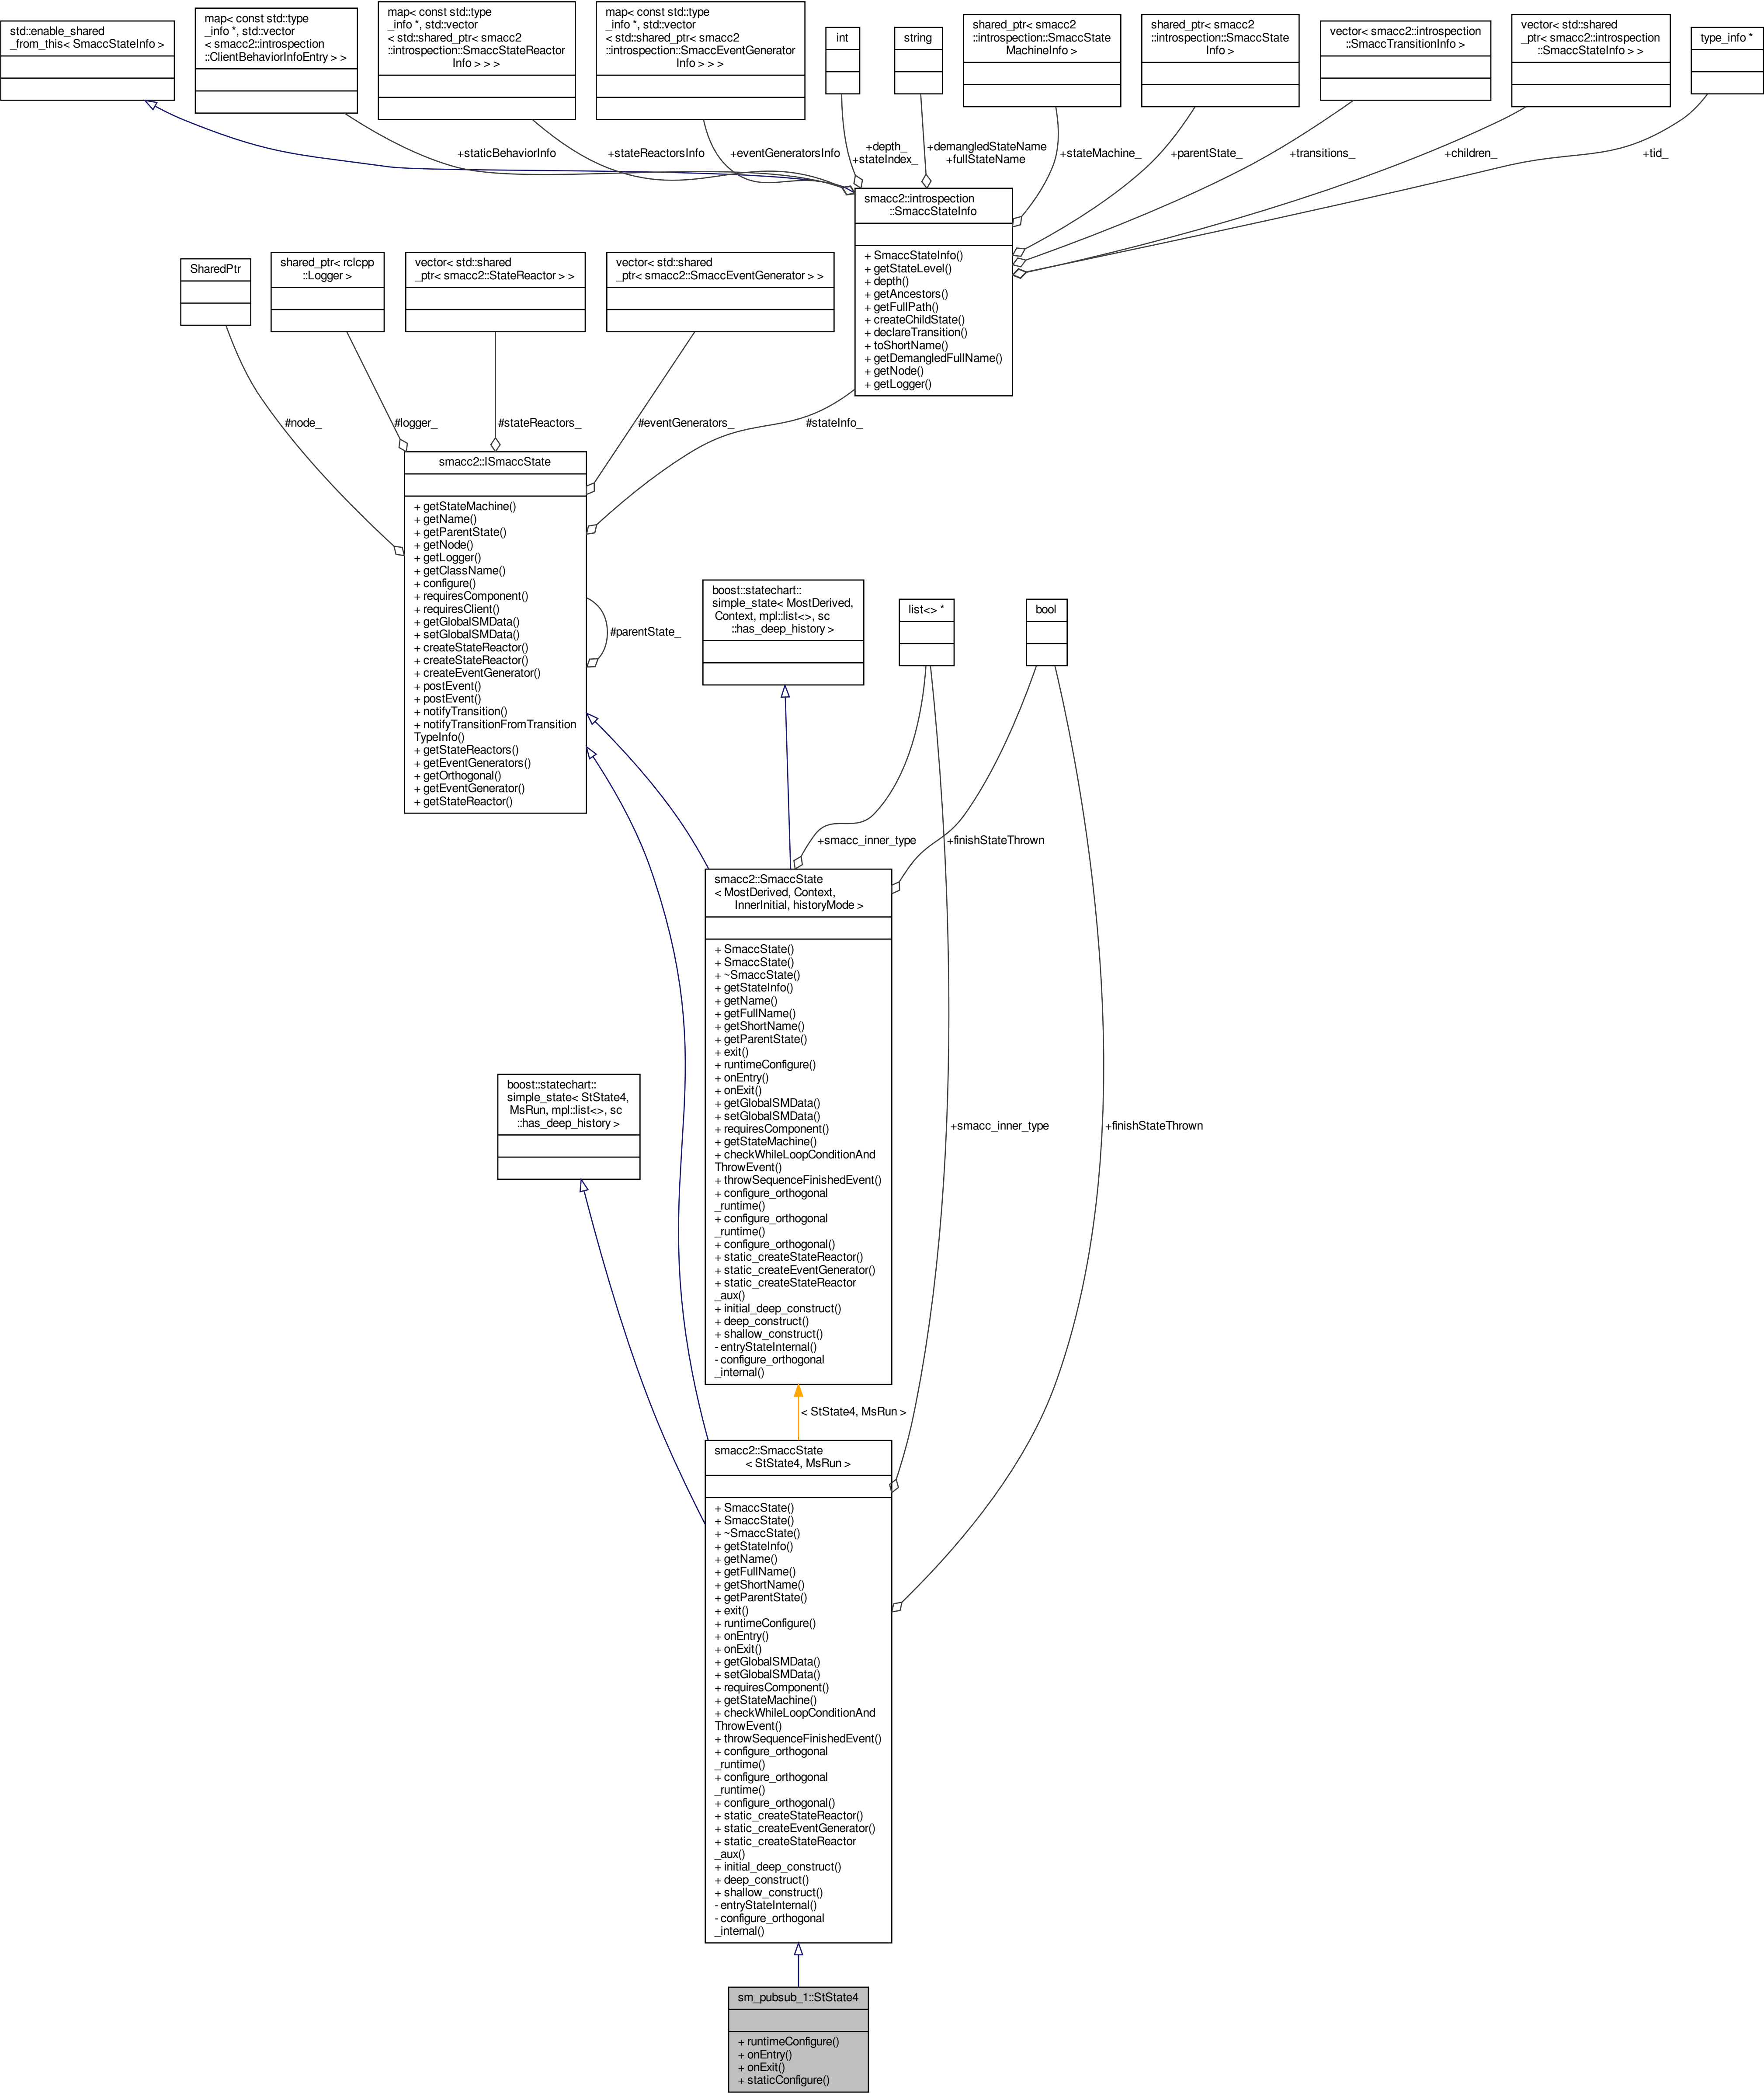 std::enable_shared
_from_this< SmaccStateInfo >
map< const std::type
_info *, std::vector
< smacc2::introspection
::ClientBehaviorInfoEntry > >
map< const std::type
_info *, std::vector
< std::shared_ptr< smacc2
::introspection::SmaccStateReactor
Info > > >
map< const std::type
_info *, std::vector
< std::shared_ptr< smacc2
::introspection::SmaccEventGenerator
Info > > >
int
string
shared_ptr< smacc2
::introspection::SmaccState
MachineInfo >
shared_ptr< smacc2
::introspection::SmaccState
Info >
vector< smacc2::introspection
::SmaccTransitionInfo >
vector< std::shared
_ptr< smacc2::introspection
::SmaccStateInfo > >
type_info *
+staticBehaviorInfo
+stateReactorsInfo
+eventGeneratorsInfo
+depth_
+stateIndex_
+demangledStateName
+fullStateName
+stateMachine_
+parentState_
+transitions_
+children_
+tid_
smacc2::introspection
::SmaccStateInfo
+ SmaccStateInfo()
+ getStateLevel()
+ depth()
+ getAncestors()
+ getFullPath()
+ createChildState()
+ declareTransition()
+ toShortName()
+ getDemangledFullName()
+ getNode()
+ getLogger()
SharedPtr
shared_ptr< rclcpp
::Logger >
vector< std::shared
_ptr< smacc2::StateReactor > >
vector< std::shared
_ptr< smacc2::SmaccEventGenerator > >
#node_
#logger_
#stateReactors_
#eventGenerators_
#stateInfo_
smacc2::ISmaccState
+ getStateMachine()
+ getName()
+ getParentState()
+ getNode()
+ getLogger()
+ getClassName()
+ configure()
+ requiresComponent()
+ requiresClient()
+ getGlobalSMData()
+ setGlobalSMData()
+ createStateReactor()
+ createStateReactor()
+ createEventGenerator()
+ postEvent()
+ postEvent()
+ notifyTransition()
+ notifyTransitionFromTransition
TypeInfo()
+ getStateReactors()
+ getEventGenerators()
+ getOrthogonal()
+ getEventGenerator()
+ getStateReactor()
#parentState_
boost::statechart::
simple_state< MostDerived,
Context, mpl::list<>, sc
::has_deep_history >
list<> *
bool
+smacc_inner_type
+finishStateThrown
smacc2::SmaccState
< MostDerived, Context,
InnerInitial, historyMode >
+ SmaccState()
+ SmaccState()
+ ~SmaccState()
+ getStateInfo()
+ getName()
+ getFullName()
+ getShortName()
+ getParentState()
+ exit()
+ runtimeConfigure()
+ onEntry()
+ onExit()
+ getGlobalSMData()
+ setGlobalSMData()
+ requiresComponent()
+ getStateMachine()
+ checkWhileLoopConditionAnd
ThrowEvent()
+ throwSequenceFinishedEvent()
+ configure_orthogonal
_runtime()
+ configure_orthogonal
_runtime()
+ configure_orthogonal()
+ static_createStateReactor()
+ static_createEventGenerator()
+ static_createStateReactor
_aux()
+ initial_deep_construct()
+ deep_construct()
+ shallow_construct()
- entryStateInternal()
- configure_orthogonal
_internal()
boost::statechart::
simple_state< StState4,
MsRun, mpl::list<>, sc
::has_deep_history >
+smacc_inner_type
+finishStateThrown
< StState4, MsRun >
smacc2::SmaccState
< StState4, MsRun >
+ SmaccState()
+ SmaccState()
+ ~SmaccState()
+ getStateInfo()
+ getName()
+ getFullName()
+ getShortName()
+ getParentState()
+ exit()
+ runtimeConfigure()
+ onEntry()
+ onExit()
+ getGlobalSMData()
+ setGlobalSMData()
+ requiresComponent()
+ getStateMachine()
+ checkWhileLoopConditionAnd
ThrowEvent()
+ throwSequenceFinishedEvent()
+ configure_orthogonal
_runtime()
+ configure_orthogonal
_runtime()
+ configure_orthogonal()
+ static_createStateReactor()
+ static_createEventGenerator()
+ static_createStateReactor
_aux()
+ initial_deep_construct()
+ deep_construct()
+ shallow_construct()
- entryStateInternal()
- configure_orthogonal
_internal()
sm_pubsub_1::StState4
+ runtimeConfigure()
+ onEntry()
+ onExit()
+ staticConfigure()